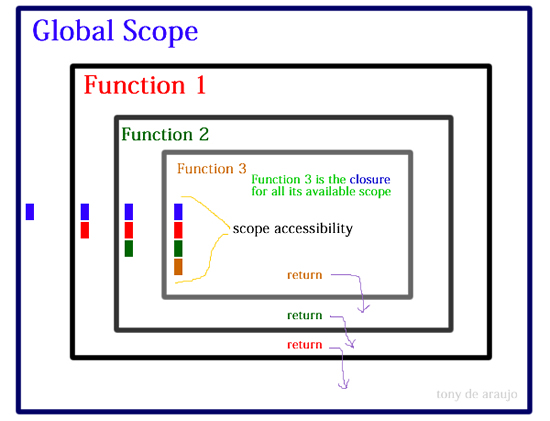 Global Scope
Function 1
Function 2
Function 3
Function 3 is the closure
for all its available scope
scope accessibility
return
return
return
tony de araujo